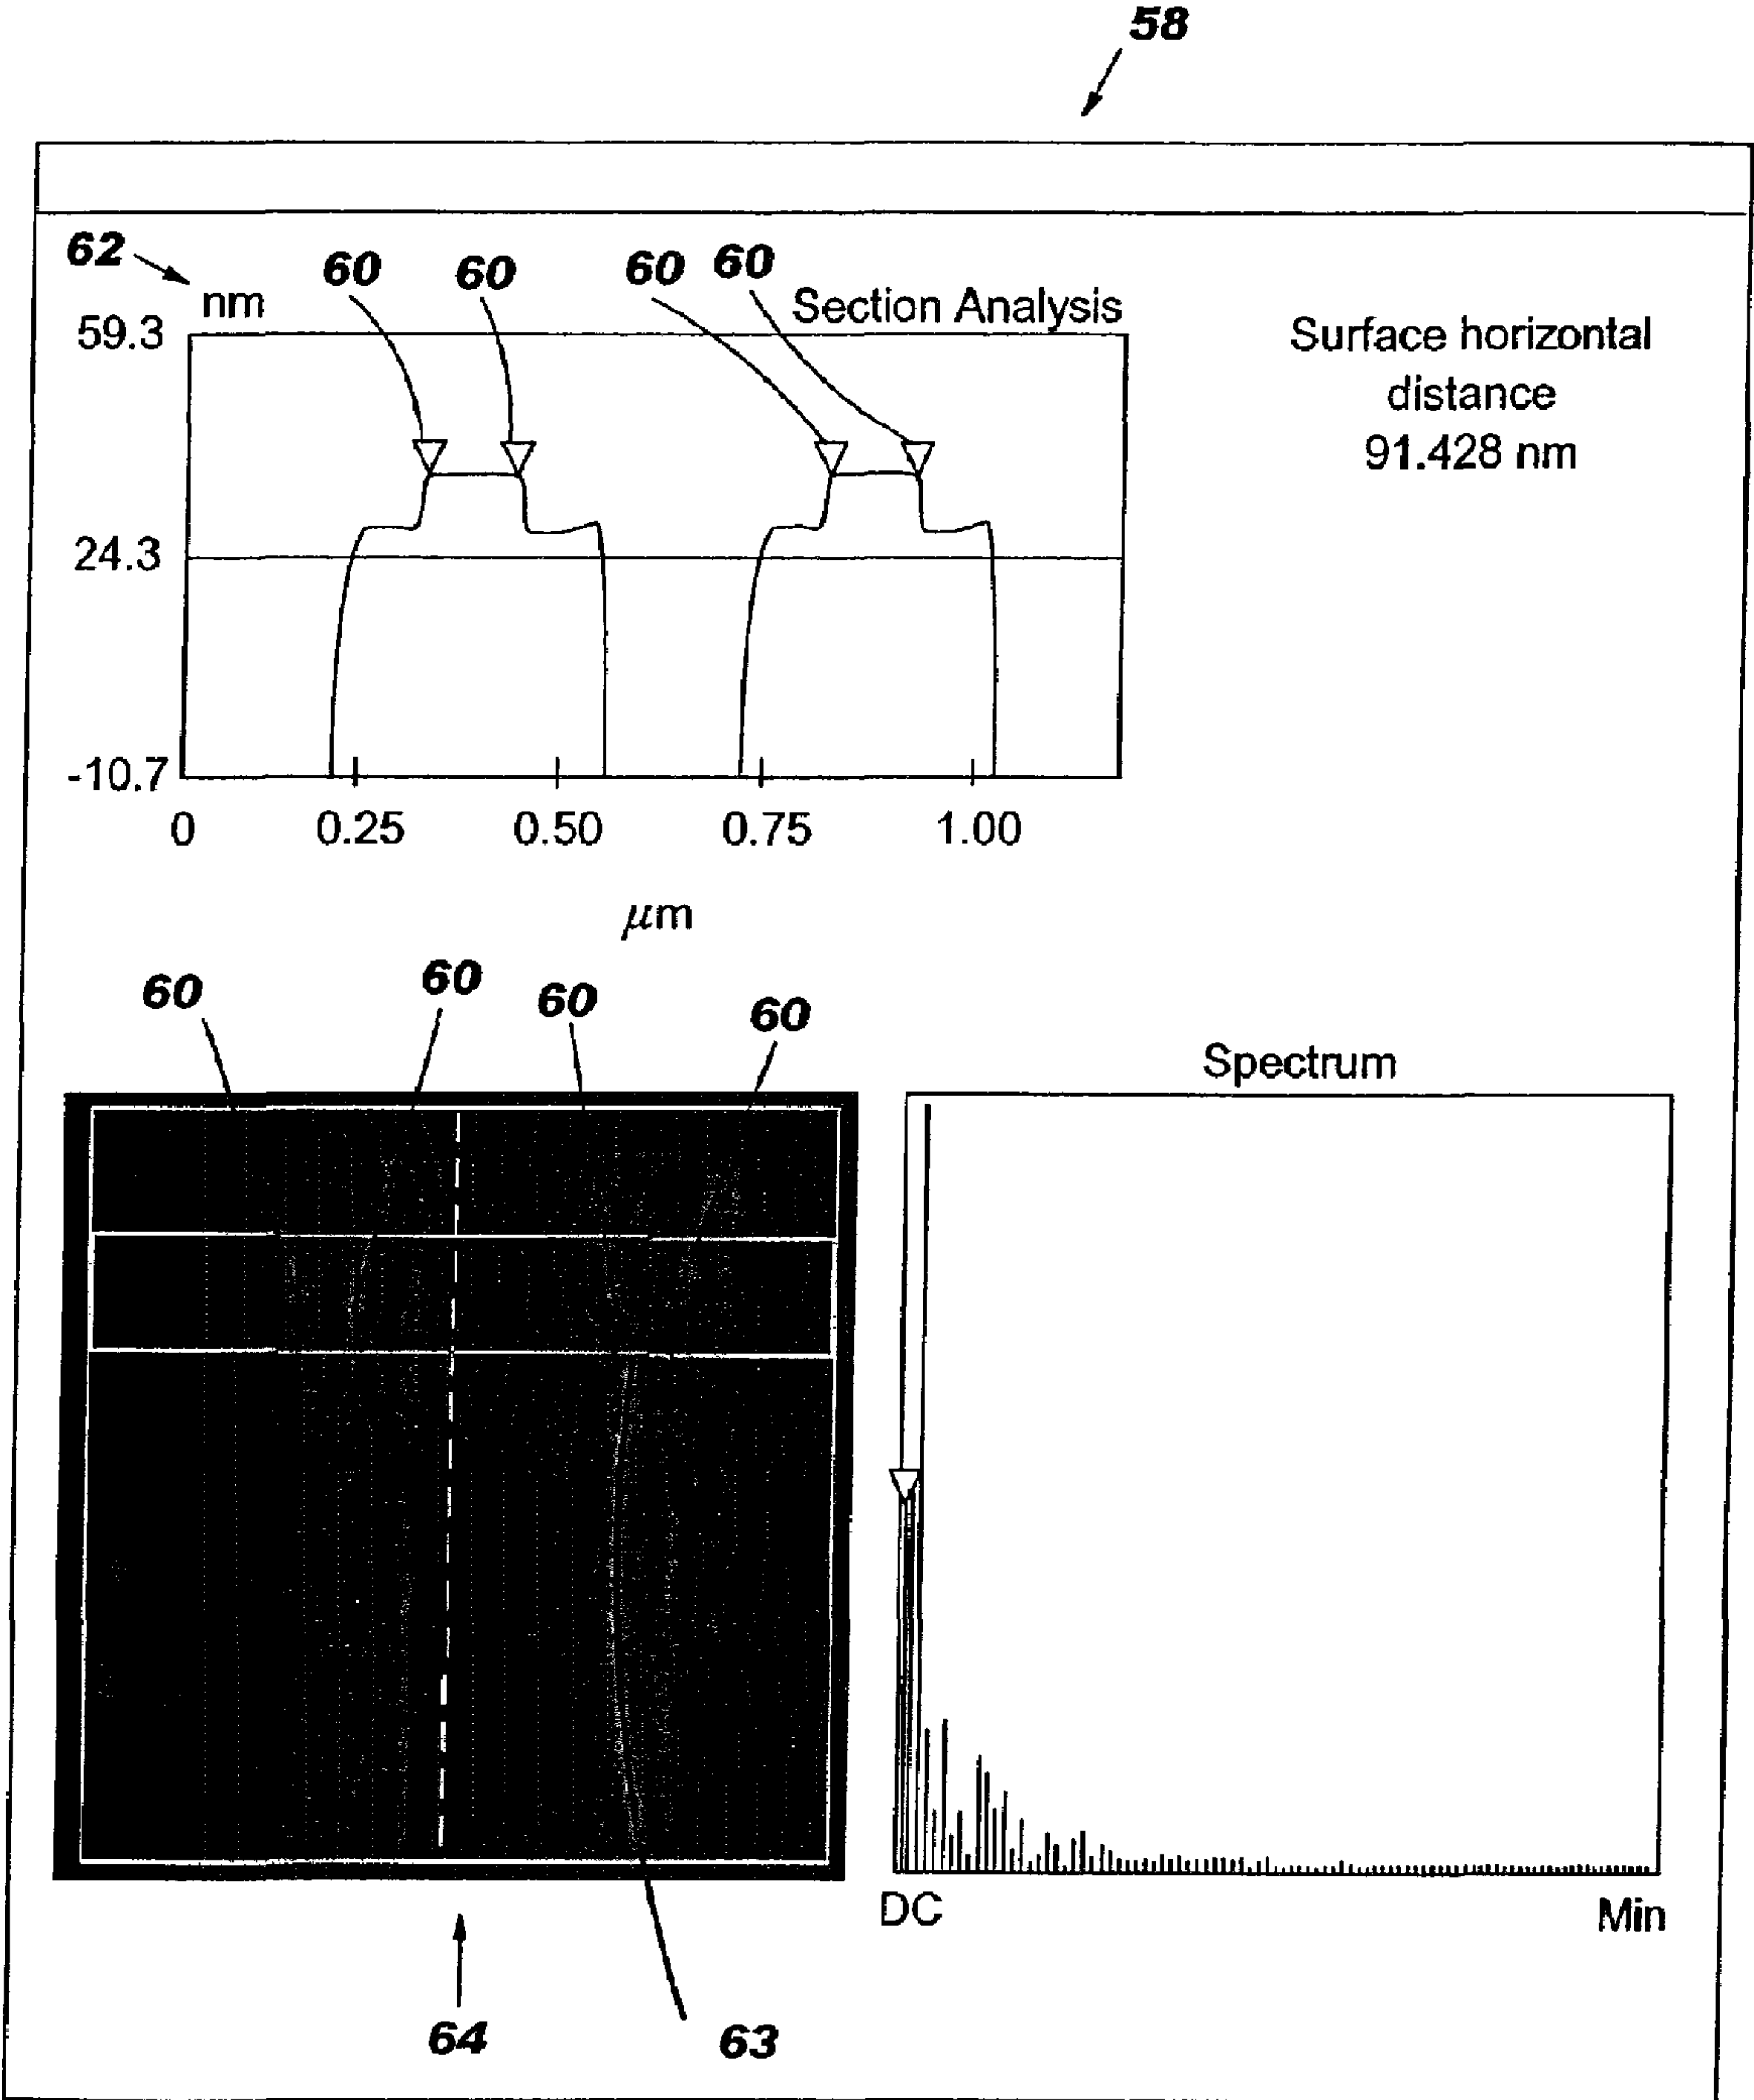 58
62
60
60
60
60
nm
Section Analysis
59.3
24.3
-10.7
0
0.25
0.50
0.75
1.00
μm
Surface horizontal
distance
91.428 nm
60
60
60
60
Spectrum
DC
Min
64
63